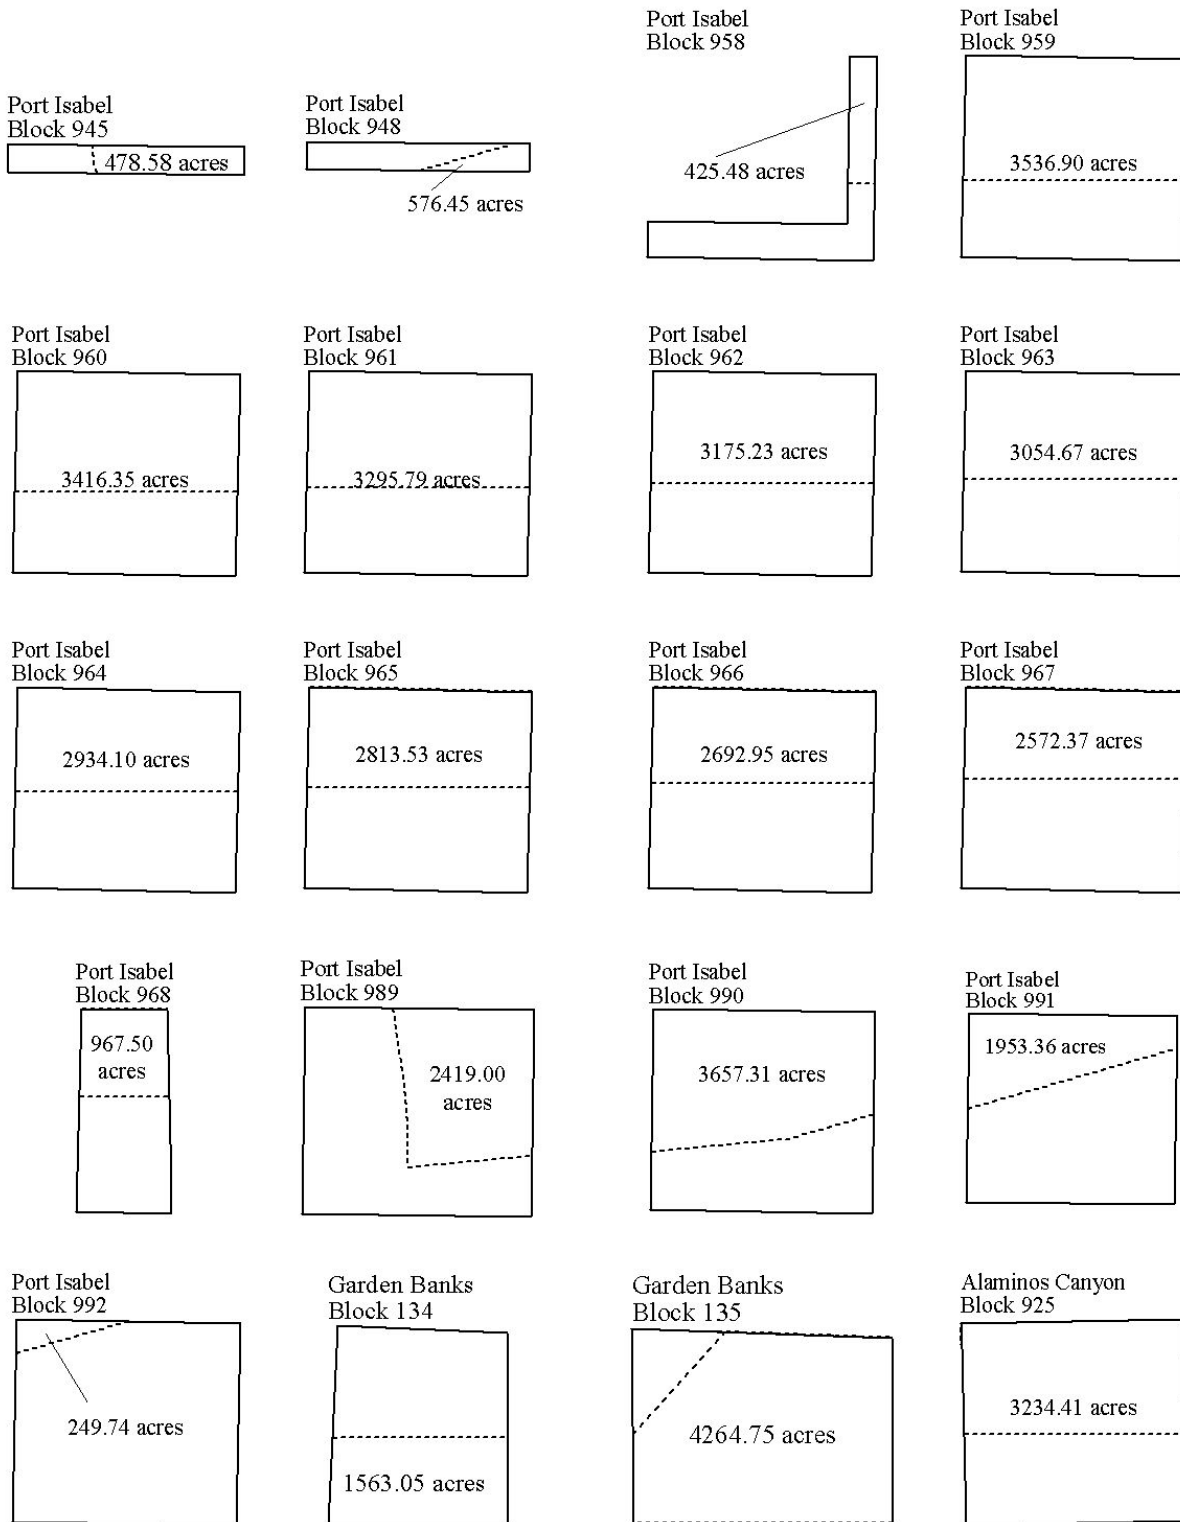 Port Isabel
Block 945
478.58 acres
Port Isabel
Block 948
576.45 acres
Port Isabel
Block 958
425.48 acres
Port Isabel
Block 959
3536.90 acres
Port Isabel
Block 960
3416.35 acres
Port Isabel
Block 961
3295.79 acres
Port Isabel
Block 962
3175.23 acres
Port Isabel
Block 963
3054.67 acres
Port Isabel
Block 964
2934.10 acres
Port Isabel
Block 965
2813.53 acres
Port Isabel
Block 966
2692.95 acres
Port Isabel
Block 967
2572.37 acres
Port Isabel
Block 968
967.50
acres
Port Isabel
Block 989
2419.00
acres
Port Isabel
Block 990
3657.31 acres
Port Isabel
Block 991
1953.36 acres
Port Isabel
Block 992
249.74 acres
Garden Banks
Block 134
1563.05 acres
Garden Banks
Block 135
4264.75 acres
Alaminos Canyon
Block 925
3234.41 acres